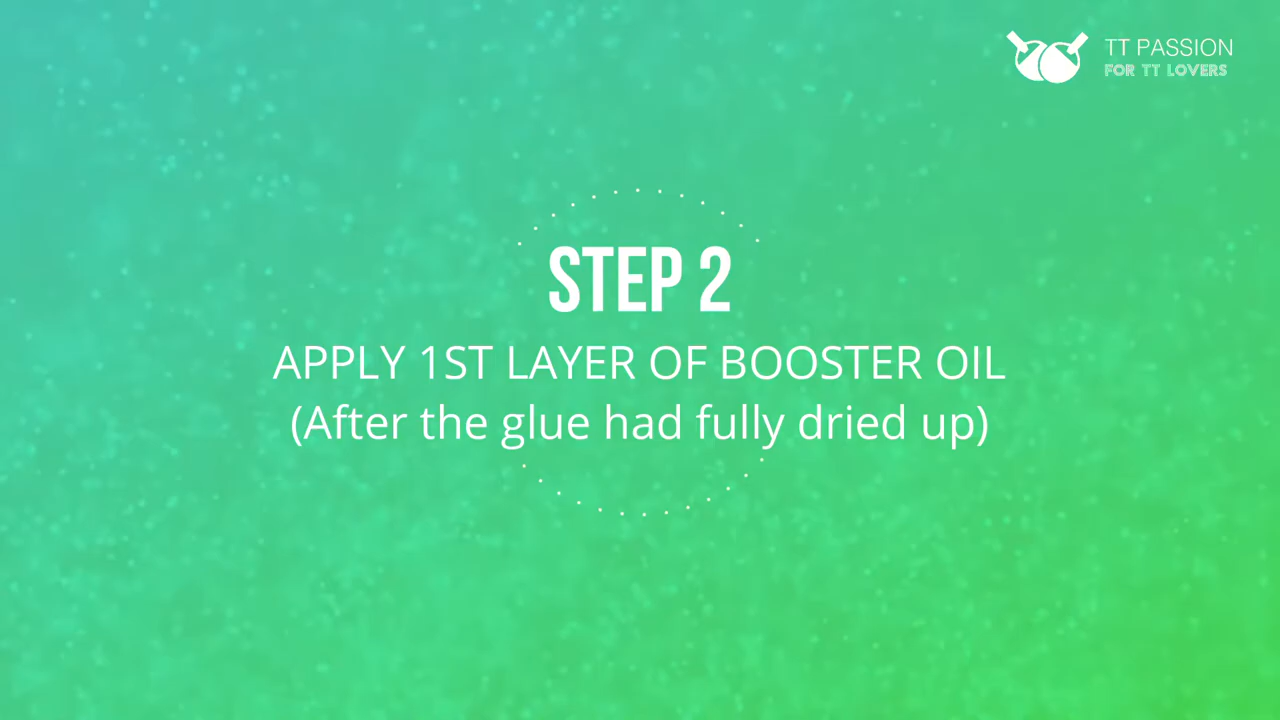 TT PASSION
FOR TT LOVERS
STEP 2
APPLY 1ST LAYER OF BOOSTER OIL
(After the glue had fully dried up)